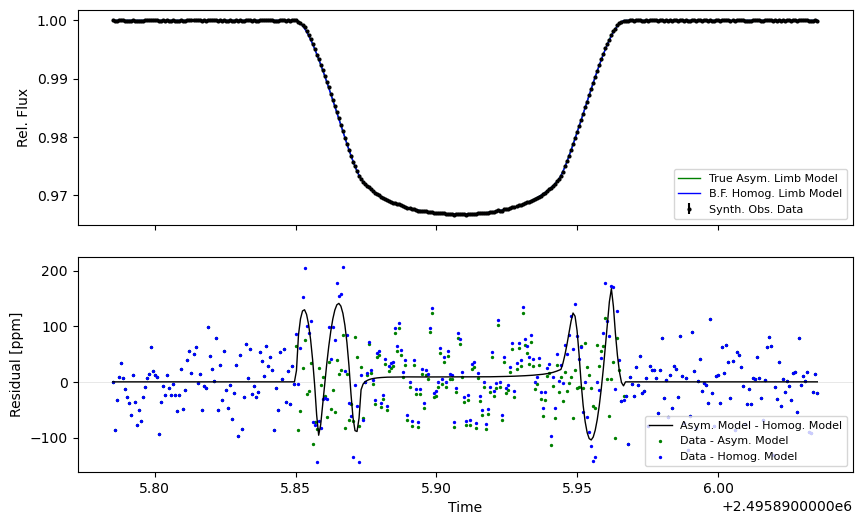 1.00
0.99
0.98
0.97
Rel. Flux
True Asym. Limb Model
B.F. Homog. Limb Model
Synth. Obs. Data
200
100
0
−100
Residual [ppm]
Asym. Model - Homog. Model
Data - Asym. Model
Data - Homog. Model
5.80
5.85
5.90
5.95
6.00
Time
+2.4958900000e6